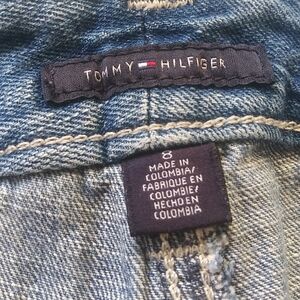 TOMMY HILFIGER
8
MADE IN
COLOMBIA/
FABRIQUE EN
COLOMBIE/
HECHO EN
COLOMBIA